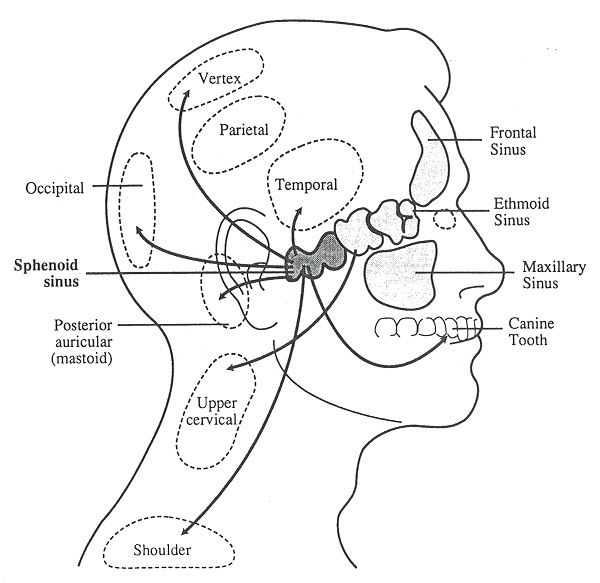 Vertex
Parietal
Frontal
Sinus
Occipital
Temporal
Ethmoid
Sinus
Sphenoid
sinus
Maxillary
Sinus
Posterior
auricular
(mastoid)
Canine
Tooth
Upper
cervical
Shoulder